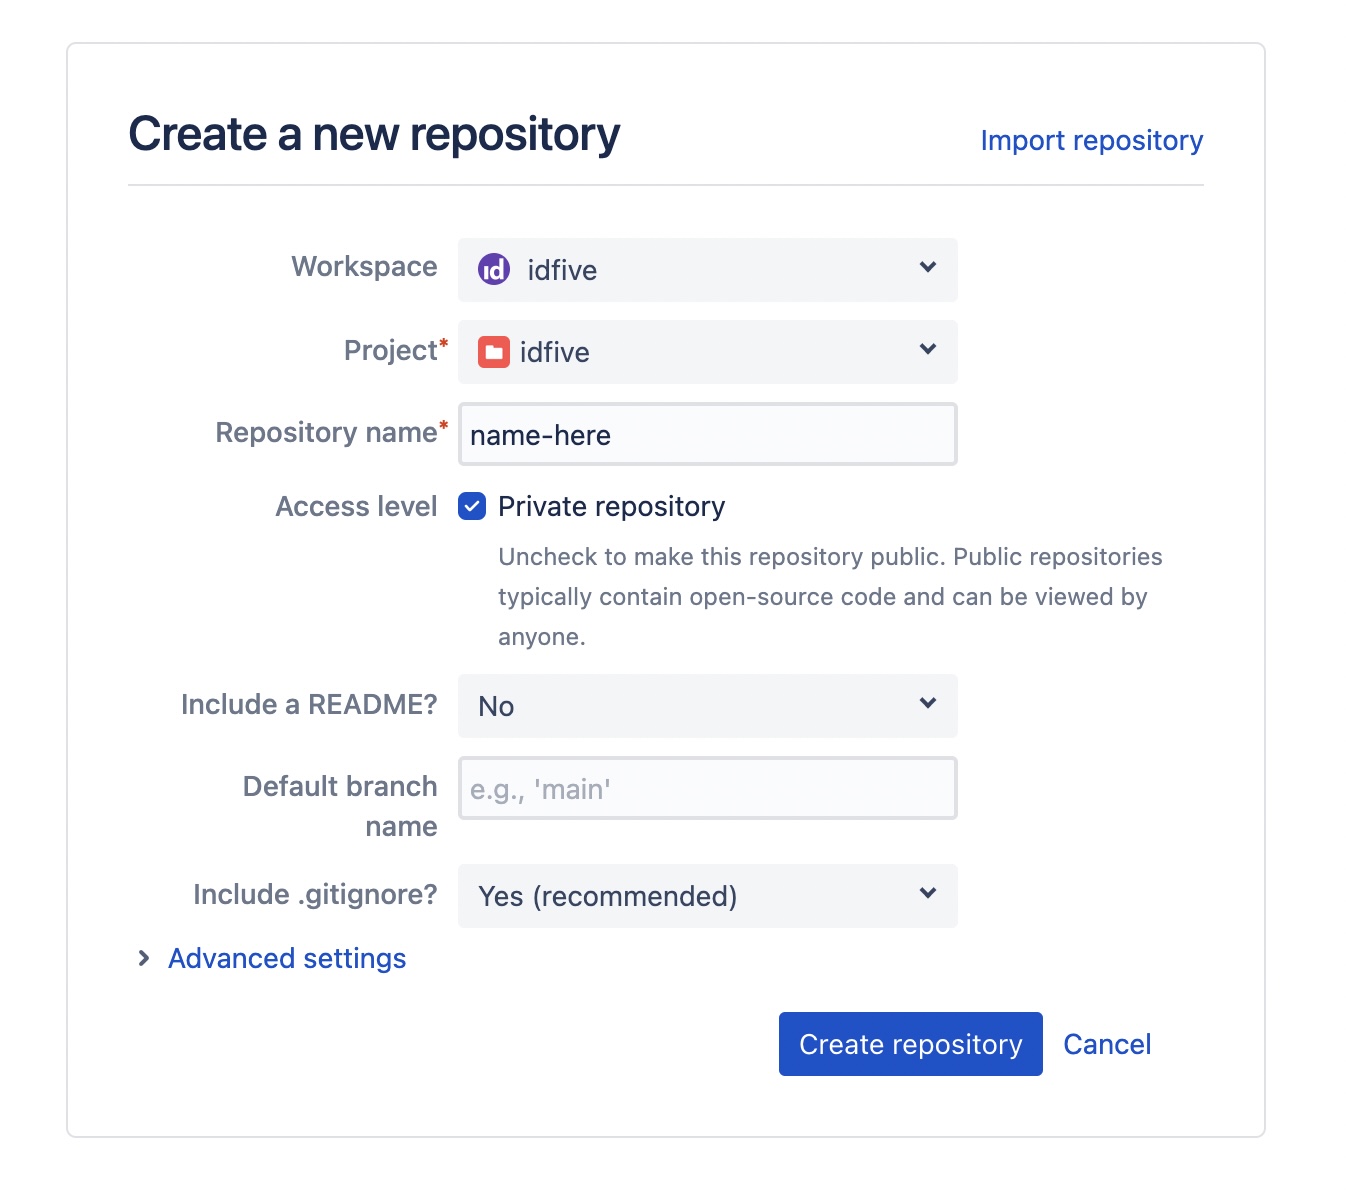 Create a new repository
Import repository
Workspace
id idfive
Project*
idfive
Repository name*
name-here
Access level
Private repository
Uncheck to make this repository public. Public repositories
typically contain open-source code and can be viewed by
anyone.
Include a README?
No
Default branch
name
e.g., 'main'
Include .gitignore?
Yes (recommended)
Advanced settings
Create repository
Cancel